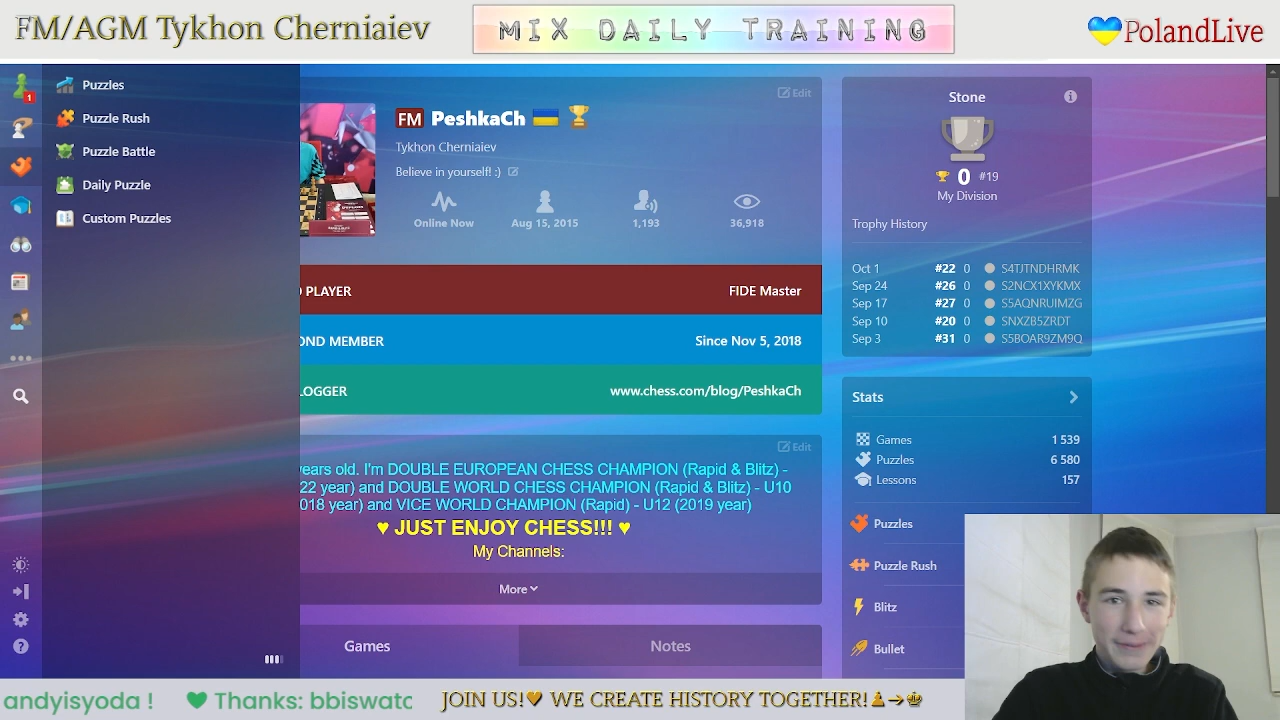 FM/AGM Tykhon Cherniaiev
MIX DAILY TRAINING
PolandLive
1
Puzzles
Puzzle Rush
Puzzle Battle
Daily Puzzle
Custom Puzzles
Edit
FM PeshkaCh
Tykhon Cherniaiev
Believe in yourself! :)
Online Now
Aug 15, 2015
1,193
36,918
PLAYER
FIDE Master
OND MEMBER
Since Nov 5, 2018
LOGGER
www.chess.com/blog/PeshkaCh
Edit
years old. I'm DOUBLE EUROPEAN CHESS CHAMPION (Rapid & Blitz) -
22 year) and DOUBLE WORLD CHESS CHAMPION (Rapid & Blitz) - U10
018 year) and VICE WORLD CHAMPION (Rapid) - U12 (2019 year)
♥ JUST ENJOY CHESS!!! ♥
My Channels:
More
Games
Notes
Stone
0 #19
My Division
Trophy History
Oct 1 #22 0 S4TJTNDHRMK
Sep 24 #26 0 S2NCX1XYKMX
Sep 17 #27 0 S5AQNRUIMZG
Sep 10 #20 0 SNXZB5ZRDT
Sep 3 #31 0 S5BOAR9ZM9Q
Stats
Games 1 539
Puzzles 6 580
Lessons 157
Puzzles
Puzzle Rush
Blitz
Bullet
andyisyoda !
Thanks: bbiswatc
JOIN US! WE CREATE HISTORY TOGETHER!